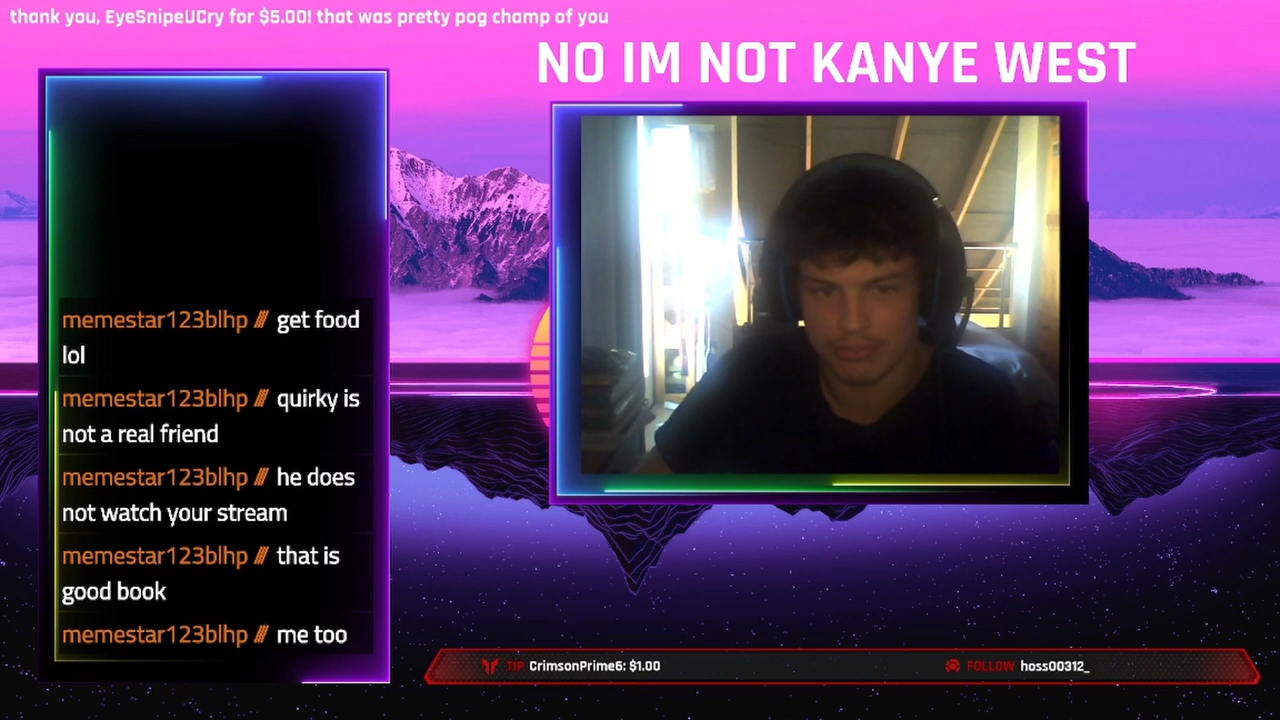 thank you, EyeSnipeUCry for $5.00! that was pretty pog champ of you
NO IM NOT KANYE WEST
memestar123blhp /// get food
lol
memestar123blhp /// quirky is
not a real friend
memestar123blhp /// he does
not watch your stream
memestar123blhp /// that is
good book
memestar123blhp /// me too
TIP CrimsonPrime6: $1.00
FOLLOW hoss00312_